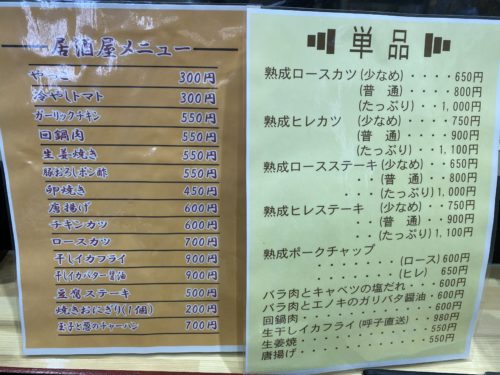 居酒屋メニュー
やっこ 300円
冷やしトマト 300円
ガーリックチキン 550円
回鍋肉 550円
生姜焼き 550円
豚おろしポン酢 550円
卵焼き 450円
唐揚げ 600円
チキンカツ 600円
ロースカツ 700円
干しイカフライ 900円
干しイカバター醤油 900円
豆腐ステーキ 500円
焼きおにぎり(1個) 200円
玉子と葱のチャーハン 700円
単品
熟成ロースカツ (少なめ)・・・・650円
(普 通)・・・・800円
(たっぷり)・・・1,000円
熟成ヒレカツ (少なめ)・・・・750円
(普 通)・・・・900円
(たっぷり)・・・1,100円
熟成ロースステーキ(少なめ)・・・・650円
(普 通)・・・・800円
(たっぷり)・・・1,000円
熟成ヒレステーキ (少なめ)・・・・750円
(普 通)・・・・900円
(たっぷり)・・・1,100円
熟成ポークチャップ
・・・・・・・・・・(ロース) 600円
(ヒレ) 650円
バラ肉とキャベツの塩だれ・・・・600円
バラ肉とエノキのガリバタ醤油・・600円
回鍋肉・・・・・・・・・・・・600円
生干しイカフライ(呼子直送)・・・980円
生姜焼・・・・・・・・・・・・550円
唐揚げ・・・・・・・・・・・・550円